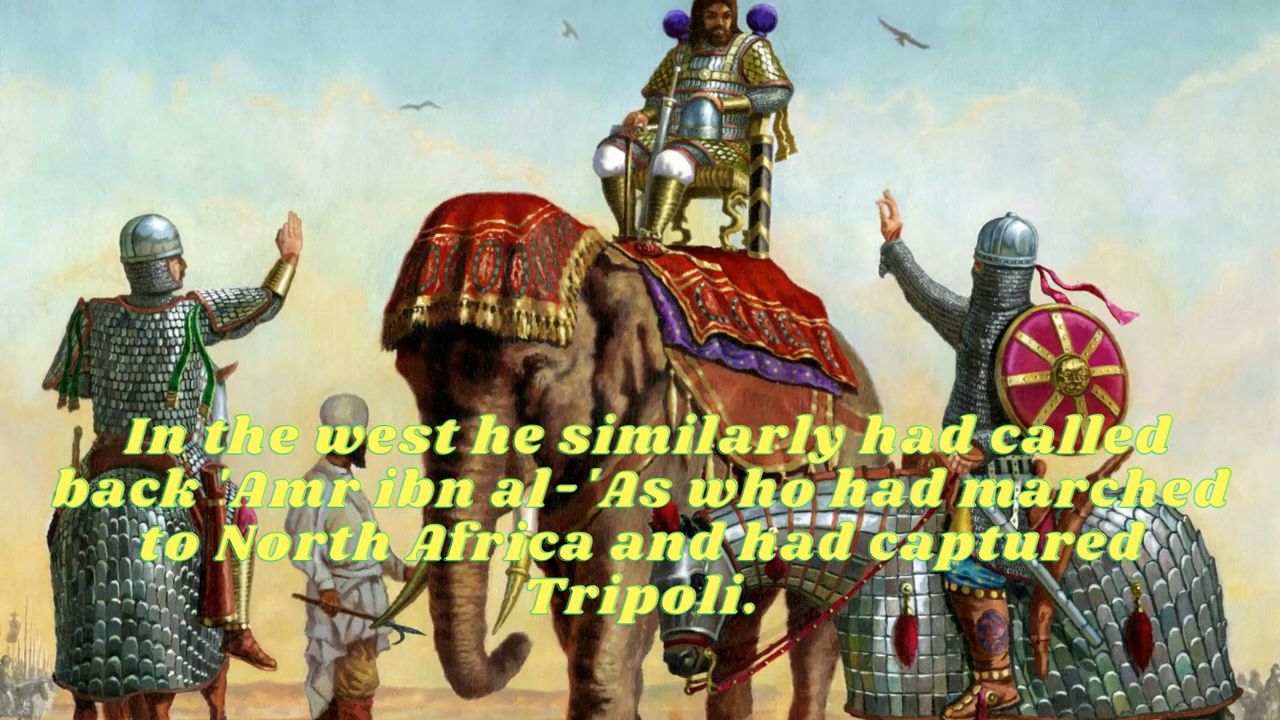 In the west he similarly had called
back 'Amr ibn al-'As who had marched
to North Africa and had captured
Tripoli.